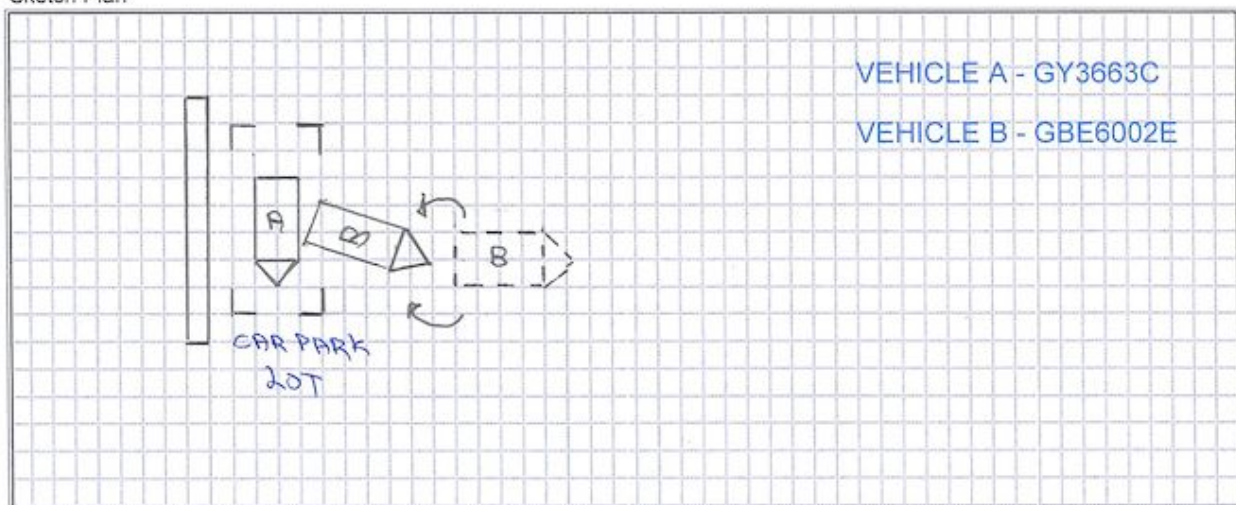 Sketch Plan
VEHICLE A - GY3663C
VEHICLE B - GBE6002E
A
B
B
CAR PARK
LOT